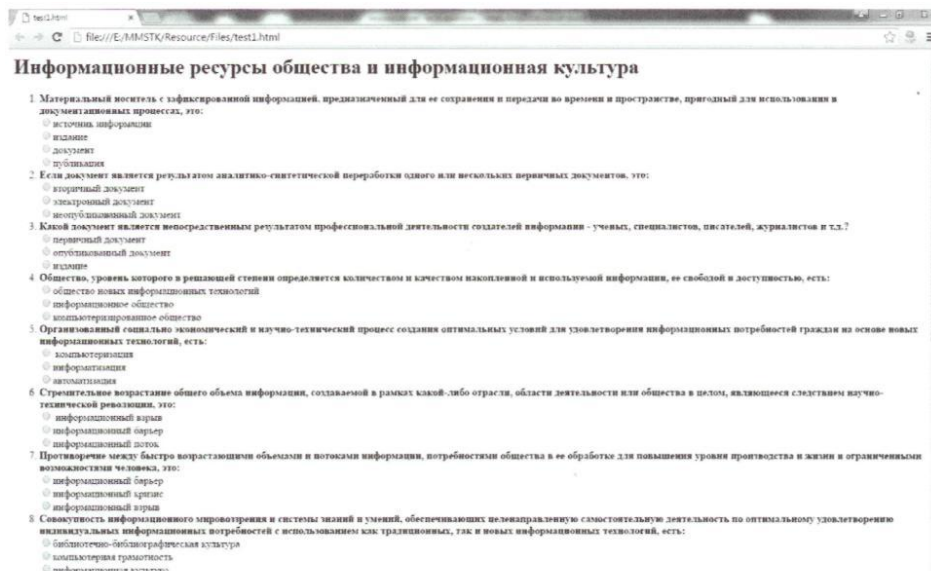 test1.html
file:///E:/MMSTK/Resource/Files/test1.html
Информационные ресурсы общества и информационная культура
1. Материальный носитель с зафиксированной информацией, предназначенный для ее сохранения и передачи во времени и пространстве, пригодный для использования в
документационных процессах, это:
источник информации
издание
документ
публикация
2. Если документ является результатом аналитико-синтетической переработки одного или нескольких первичных документов, это:
вторичный документ
электронный документ
неопубликованный документ
3. Какой документ является непосредственным результатом профессиональной деятельности создателей информации - ученых, специалистов, писателей, журналистов и т.д.?
первичный документ
опубликованный документ
издание
4. Общество, уровень которого в решающей степени определяется количеством и качеством накопленной и используемой информации, ее свободой и доступностью, есть:
общество новых информационных технологий
информационное общество
компьютеризированное общество
5. Организованный социально экономический и научно-технический процесс создания оптимальных условий для удовлетворения информационных потребностей граждан на основе новых
информационных технологий, есть:
компьютеризация
информатизация
автоматизация
6. Стремительное возрастание общего объема информации, создаваемой в рамках какой-либо отрасли, области деятельности или общества в целом, являющееся следствием научно-
технической революции, это:
информационный взрыв
информационный барьер
информационный поток
7. Противоречие между быстро возрастающими объемами и потоками информации, потребностями общества в ее обработке для повышения уровня производства и жизни и ограниченными
возможностями человека, это:
информационный барьер
информационный кризис
информационный взрыв
8. Совокупность информационного мировоззрения и системы знаний и умений, обеспечивающих целенаправленную самостоятельную деятельность по оптимальному удовлетворению
индивидуальных информационных потребностей с использованием как традиционных, так и новых информационных технологий, есть:
библиотечно-библиографическая культура
компьютерная грамотность
информационная культура